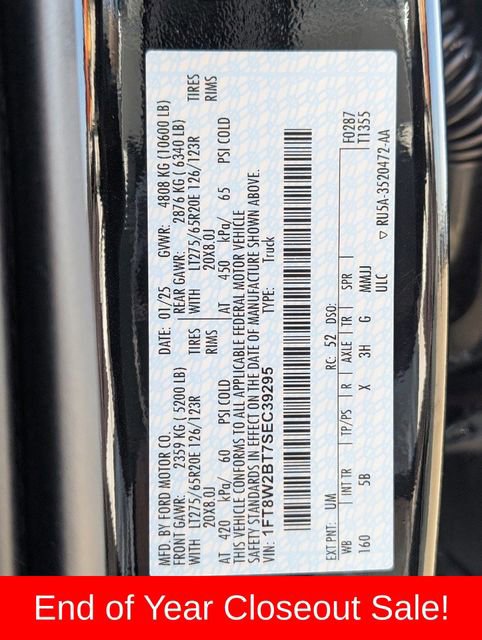 MFD. BY FORD MOTOR CO.
DATE: 01/25 GVWR: 4808 KG (10600 LB)
FRONT GAWR: 2359 KG ( 5200 LB) REAR GAWR: 2876 KG ( 6340 LB)
WITH LT275/65R20E 126/123R TIRES WITH LT275/65R20E 126/123R TIRES
20X8.0J RIMS 20X8.0J RIMS
AT 420 kPa/ 60 PSI COLD AT 450 kPa/ 65 PSI COLD
THIS VEHICLE CONFORMS TO ALL APPLICABLE FEDERAL MOTOR VEHICLE
SAFETY STANDARDS IN EFFECT ON THE DATE OF MANUFACTURE SHOWN ABOVE.
VIN: 1FT8W2BT7SEC39295 TYPE: Truck
F0287
T1355
EXT PNT: UM RC: 52 DSO:
WB INT TR TP/PS R AXLE TR SPR
160 5B X 3H G MMJJ
ULC
▽ RU5A-3520472-AA
End of Year Closeout Sale!